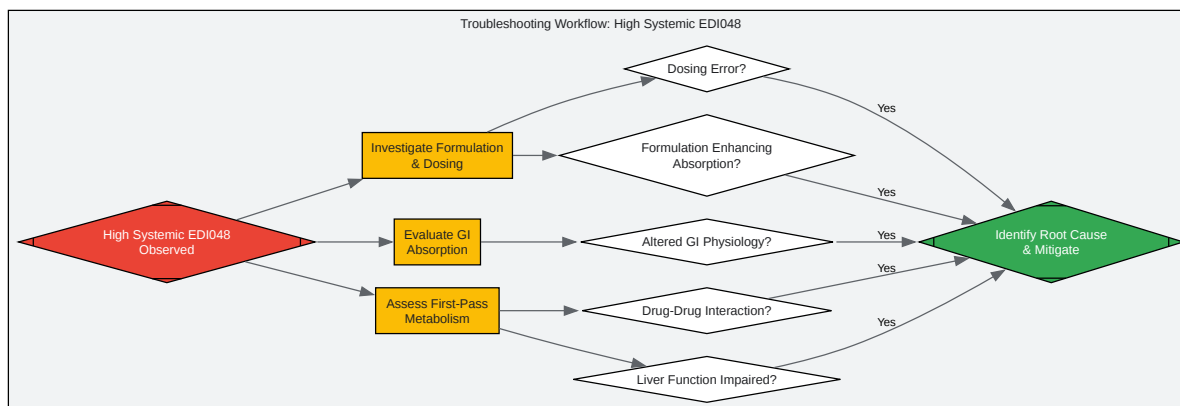 Troubleshooting Workflow: High Systemic EDI048
High Systemic EDI048
Observed
Investigate Formulation
& Dosing
Evaluate GI
Absorption
Assess First-Pass
Metabolism
Dosing Error?
Formulation Enhancing
Absorption?
Altered GI Physiology?
Drug-Drug Interaction?
Liver Function Impaired?
Yes
Yes
Yes
Yes
Yes
Identify Root Cause
& Mitigate